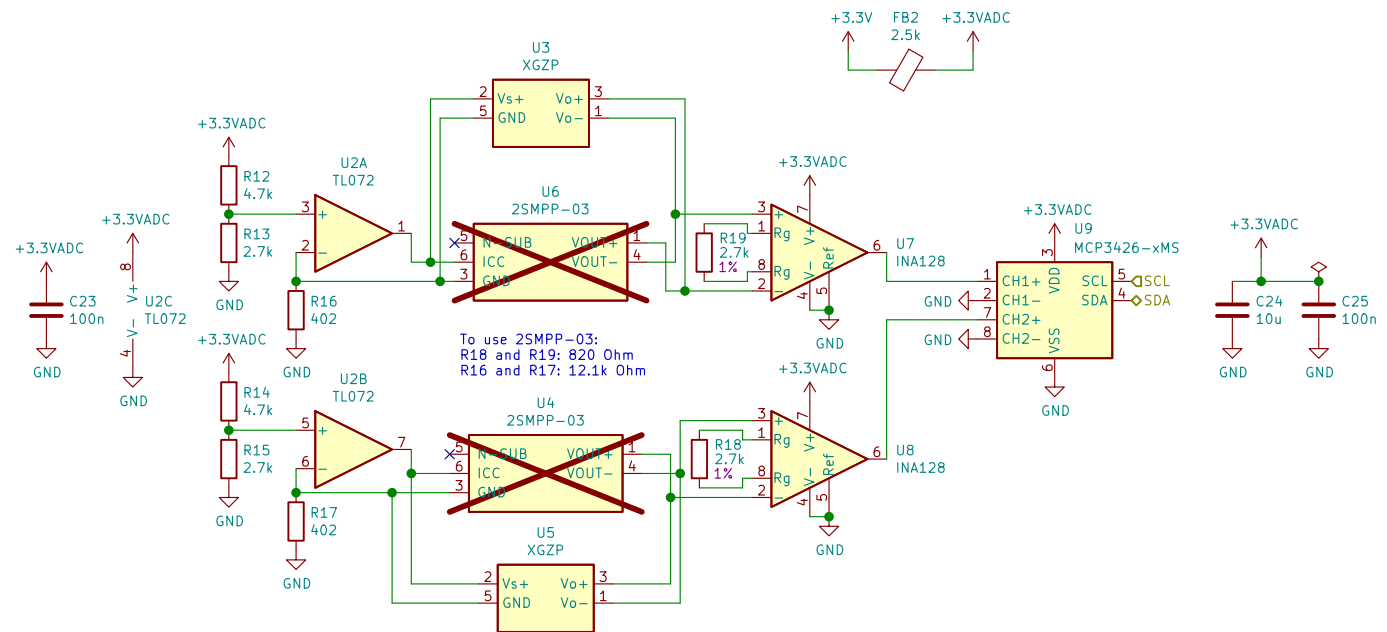 +3.3V FB2 +3.3VADC
2.5k
U3
XGZP
2 Vs+ Vo+ 3
5 GND Vo- 1
+3.3VADC
R12
4.7k
R13
2.7k
GND
U2A
TL072
3 +
2 -
1
R16
402
GND
U6
2SMPP-03
5 N-SUB VOUT+ 1
6 ICC VOUT- 4
3 GND
+3.3VADC
7
V+
3 +
1 Rg
8 Rg
2 -
R19
2.7k
1%
V-
4
Ref
5
6
U7
INA128
GND
+3.3VADC
U9
MCP3426-xMS
3
VDD
1 CH1+ SCL 5 SCL
GND 2 CH1- SDA 4 SDA
7 CH2+
GND 8 CH2-
VSS
6
GND
+3.3VADC
C24
10u
GND
C25
100n
GND
+3.3VADC
C23
100n
GND
+3.3VADC
8
V+
U2C
TL072
V-
4
GND
To use 2SMPP-03:
R18 and R19: 820 Ohm
R16 and R17: 12.1k Ohm
+3.3VADC
R14
4.7k
R15
2.7k
GND
U2B
TL072
5 +
6 -
7
R17
402
GND
U4
2SMPP-03
5 N-SUB VOUT+ 1
6 ICC VOUT- 4
3 GND
+3.3VADC
7
V+
3 +
1 Rg
8 Rg
2 -
R18
2.7k
1%
V-
4
Ref
5
6
U8
INA128
GND
U5
XGZP
2 Vs+ Vo+ 3
5 GND Vo- 1